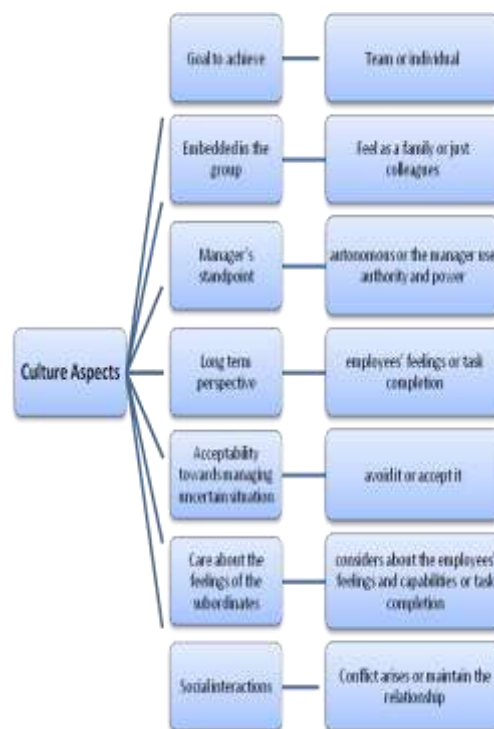 Goal to achieve
Team or individual
Embedded in the
group
Feel as a family or just
colleagues
Manager's
standpoint
autonomous or the manager use
authority and power
Culture Aspects
Long term
perspective
employees' feelings or task
completion
Acceptability
towards managing
uncertain situation
avoid it or accept it
Care about the
feelings of the
subordinates
considers about the employees'
feelings and capabilities or task
completion
Social interactions
Conflict arises or maintain the
relationship